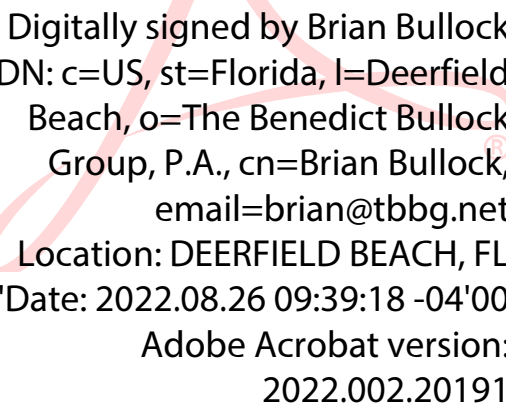 Digitally signed by Brian Bullock
DN: c=US, st=Florida, l=Deerfield
Beach, o=The Benedict Bullock
Group, P.A., cn=Brian Bullock,
email=brian@tbbg.net
Location: DEERFIELD BEACH, FL
'Date: 2022.08.26 09:39:18 -04'00
Adobe Acrobat version:
2022.002.20191